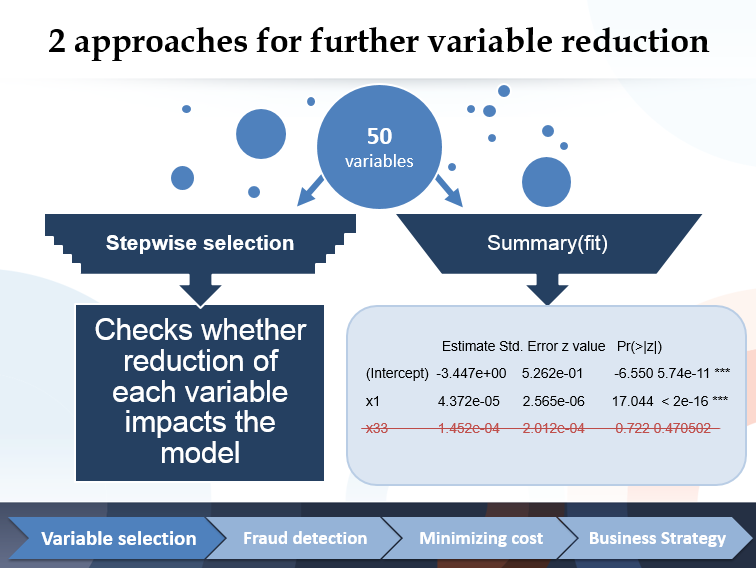 2 approaches for further variable reduction
50
variables
Stepwise selection
Summary(fit)
Checks whether
reduction of
each variable
impacts the
model
Estimate Std. Error z value Pr(>|z|)
(Intercept) -3.447e+00 5.262e-01 -6.550 5.74e-11 ***
x1 4.372e-05 2.565e-06 17.044 < 2e-16 ***
x33 1.452e-04 2.012e-04 0.722 0.470502
Variable selection
Fraud detection
Minimizing cost
Business Strategy